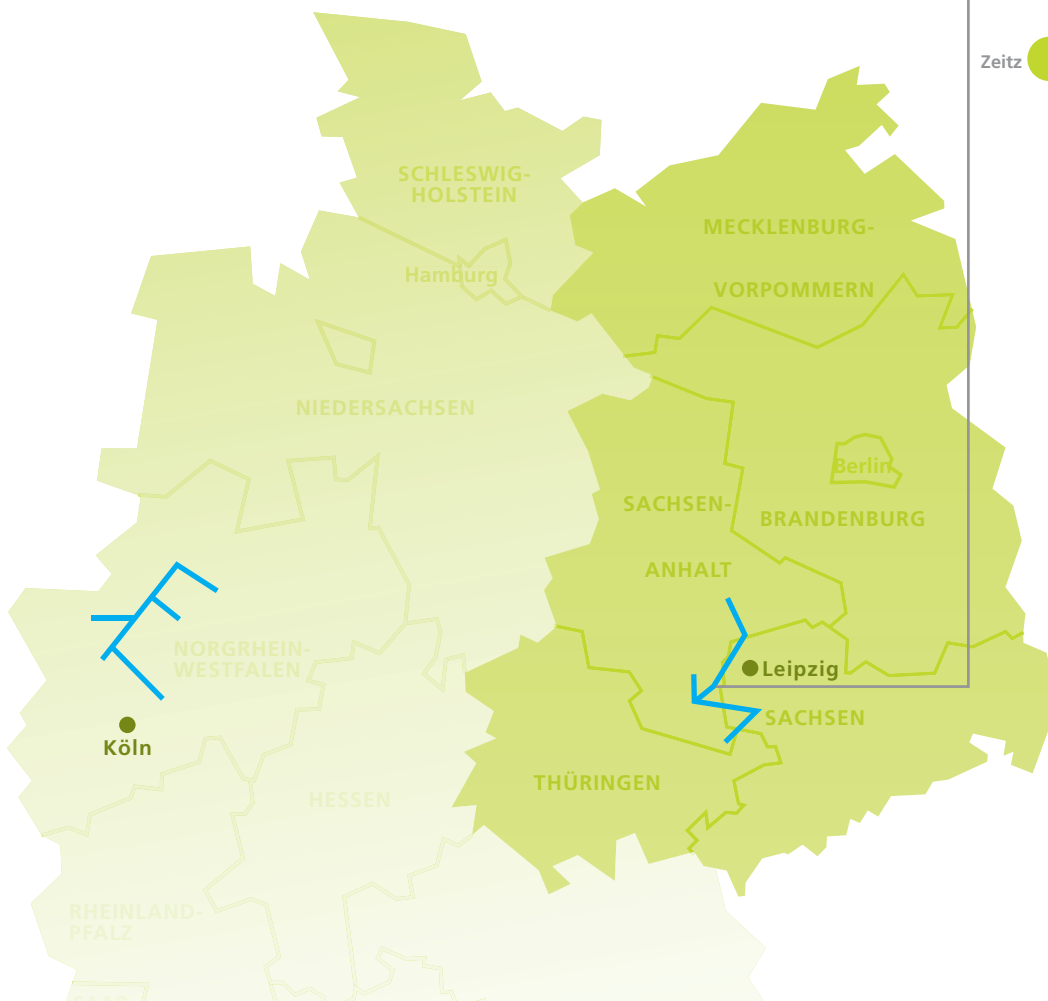 Zeitz
SCHLESWIG-
HOLSTEIN
MECKLENBURG-
VORPOMMERN
Hamburg
NIEDERSACHSEN
Berlin
SACHSEN-
ANHALT
BRANDENBURG
NORGRHEIN-
WESTFALEN
Leipzig
SACHSEN
Köln
THÜRINGEN
HESSEN
RHEINLAND-
PFALZ